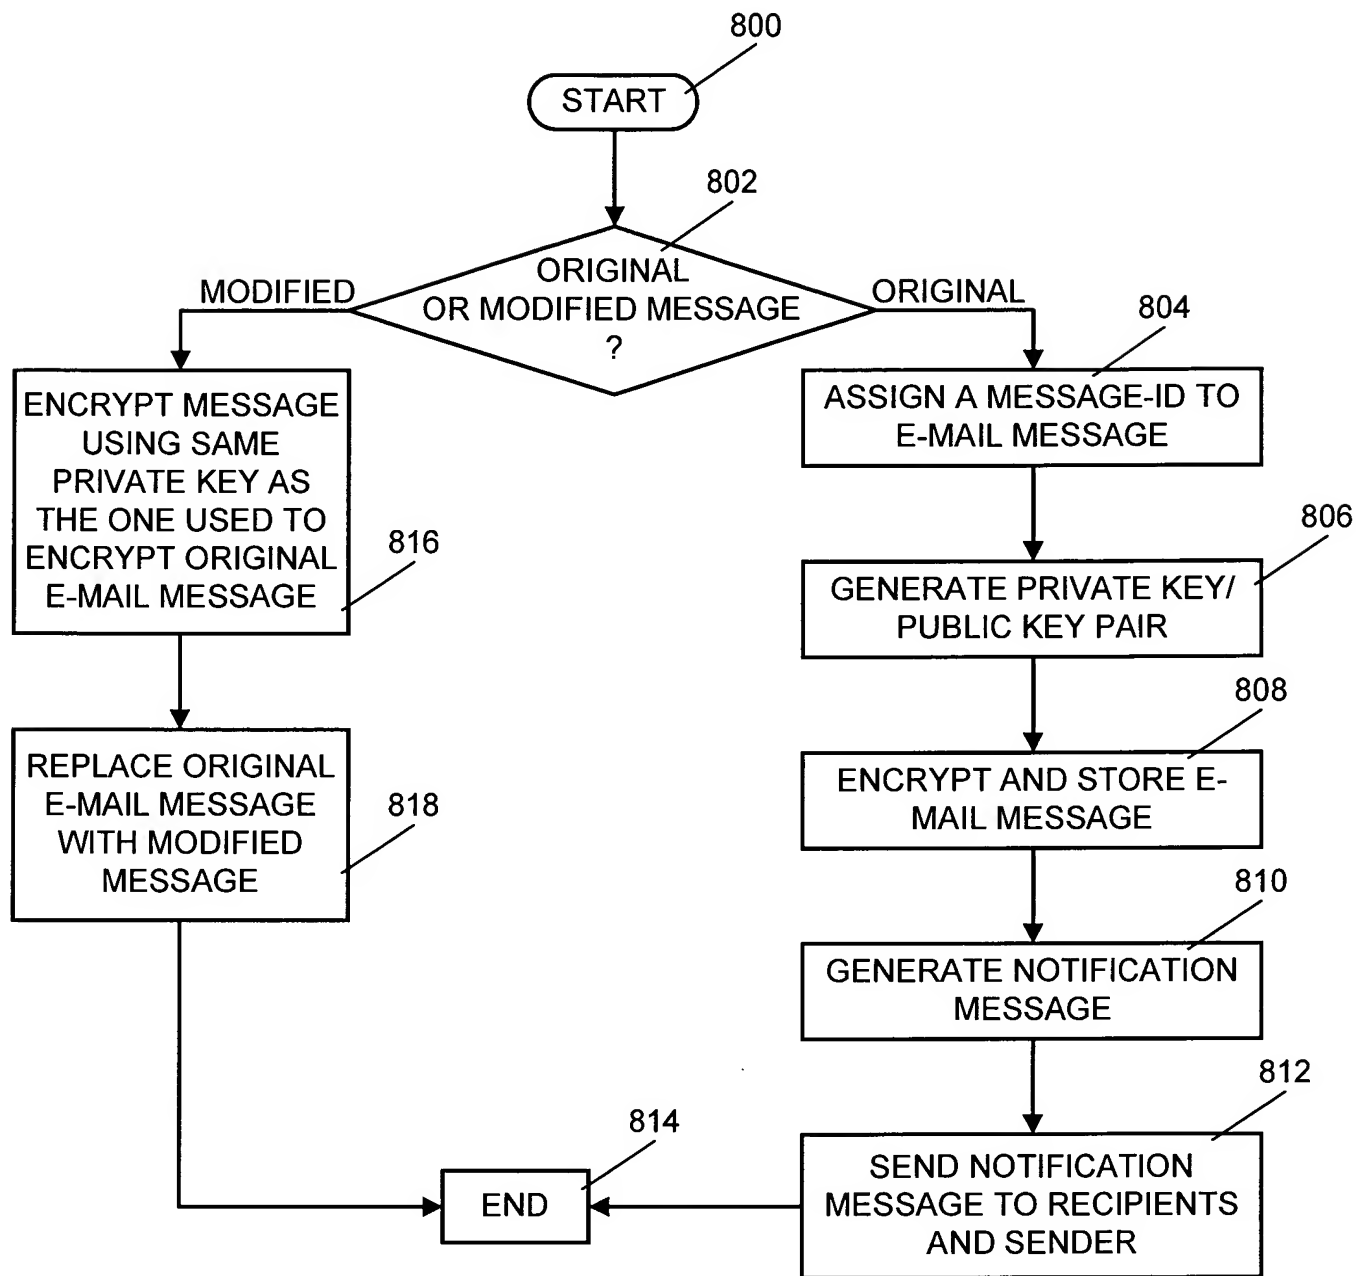 800
START
802
ORIGINAL
OR MODIFIED MESSAGE
?
MODIFIED
ORIGINAL
804
ASSIGN A MESSAGE-ID TO
E-MAIL MESSAGE
806
GENERATE PRIVATE KEY/
PUBLIC KEY PAIR
808
ENCRYPT AND STORE E-
MAIL MESSAGE
810
GENERATE NOTIFICATION
MESSAGE
812
SEND NOTIFICATION
MESSAGE TO RECIPIENTS
AND SENDER
ENCRYPT MESSAGE
USING SAME
PRIVATE KEY AS
THE ONE USED TO
ENCRYPT ORIGINAL
E-MAIL MESSAGE
816
REPLACE ORIGINAL
E-MAIL MESSAGE
WITH MODIFIED
MESSAGE
818
814
END